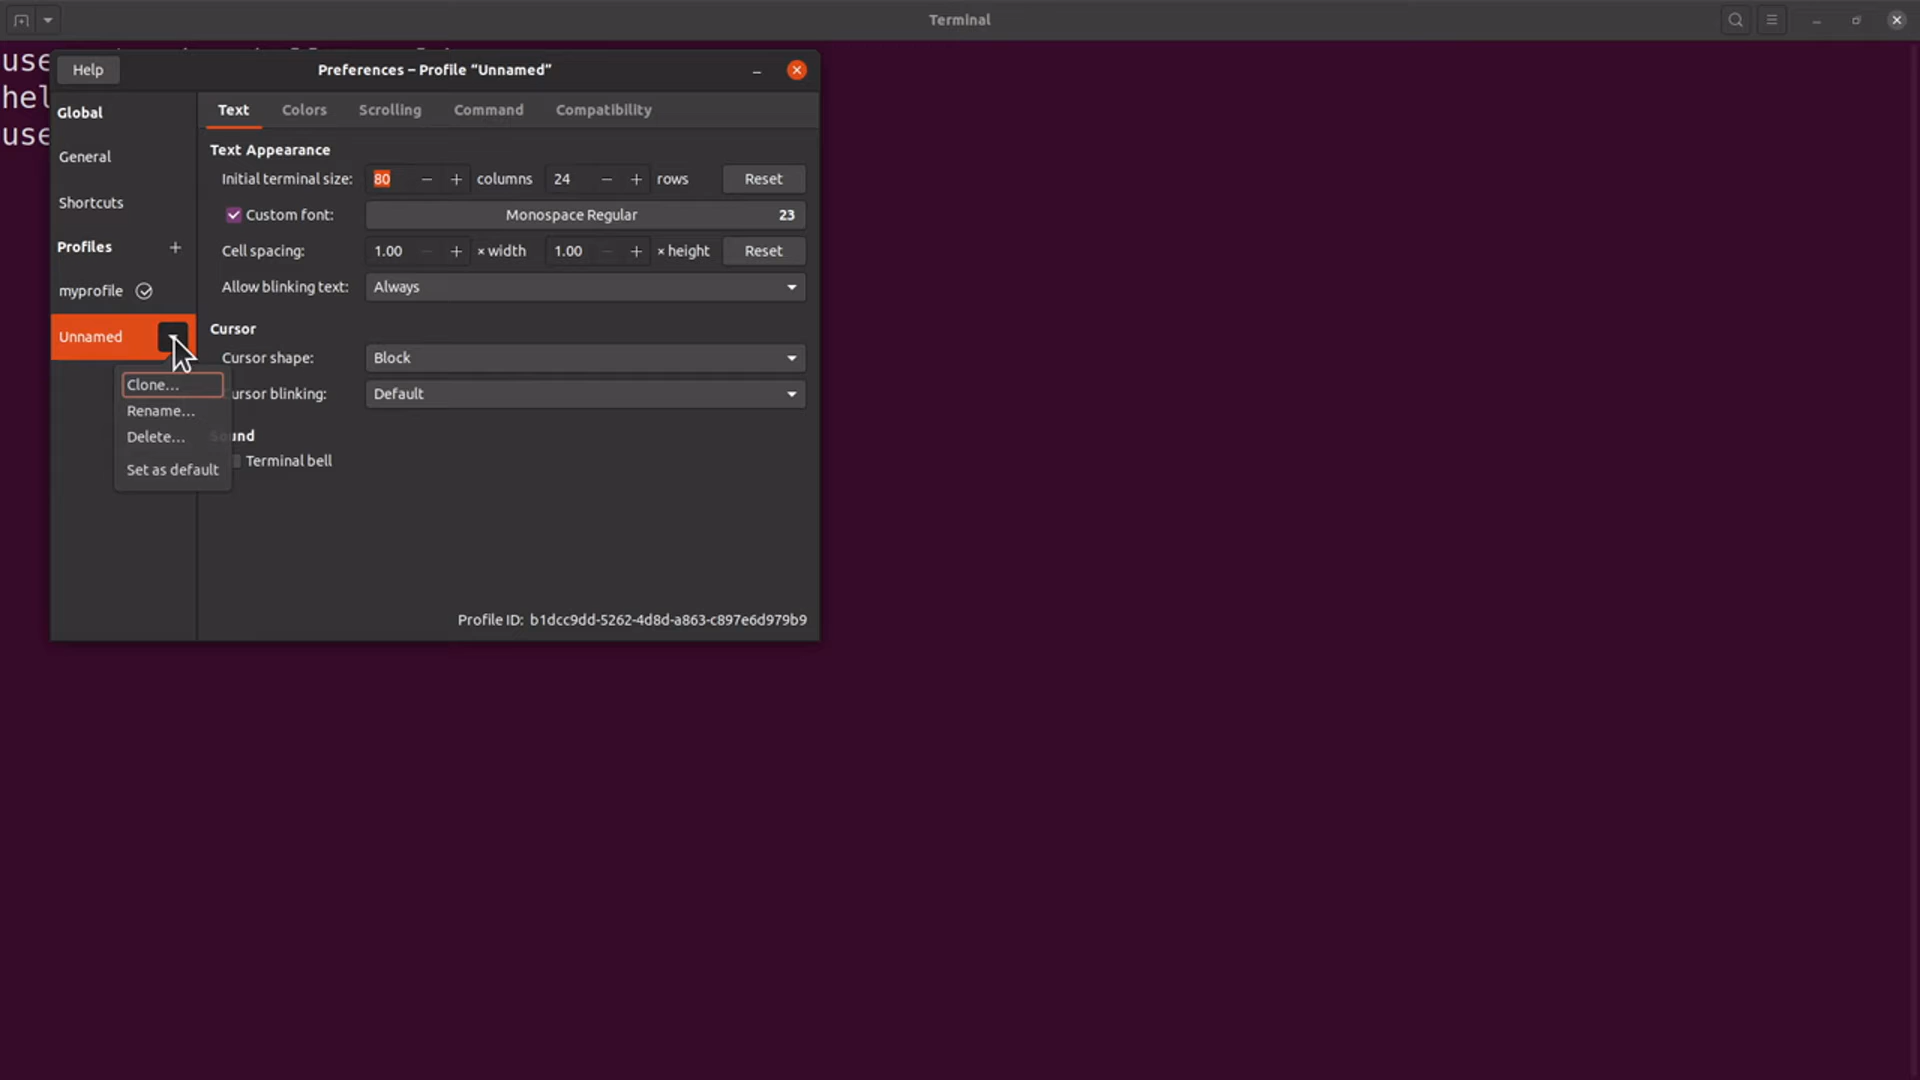 Terminal
use
hel
use
Help
Preferences – Profile “Unnamed”
Global
General
Shortcuts
Profiles
myprofile
Unnamed
Clone...
Rename...
Delete...
Set as default
Text Colors Scrolling Command Compatibility
Text Appearance
Initial terminal size: 80 − + columns 24 − + rows Reset
Custom font: Monospace Regular 23
Cell spacing: 1.00 − + × width 1.00 − + × height Reset
Allow blinking text: Always
Cursor
Cursor shape: Block
ursor blinking: Default
Sound
Terminal bell
Profile ID: b1dcc9dd-5262-4d8d-a863-c897e6d979b9